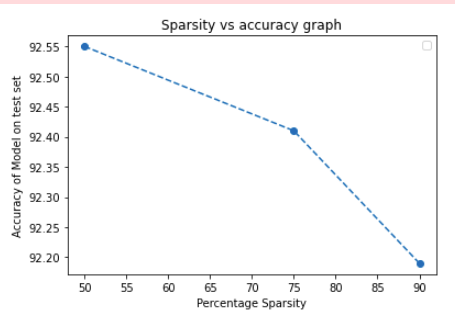 Sparsity vs accuracy graph
Accuracy of Model on test set
92.55
92.50
92.45
92.40
92.35
92.30
92.25
92.20
50 55 60 65 70 75 80 85 90
Percentage Sparsity